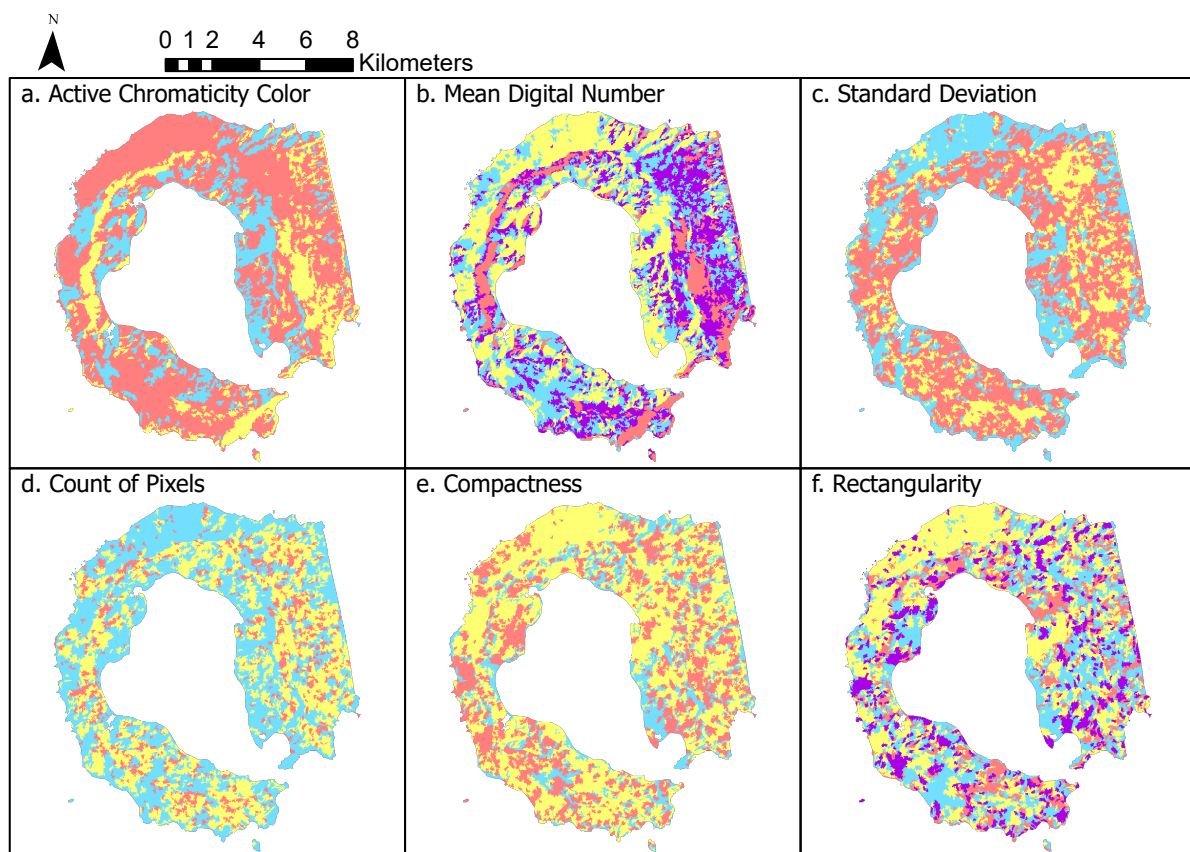 N
0 1 2 4 6 8
Kilometers
a. Active Chromaticity Color
b. Mean Digital Number
c. Standard Deviation
d. Count of Pixels
e. Compactness
f. Rectangularity